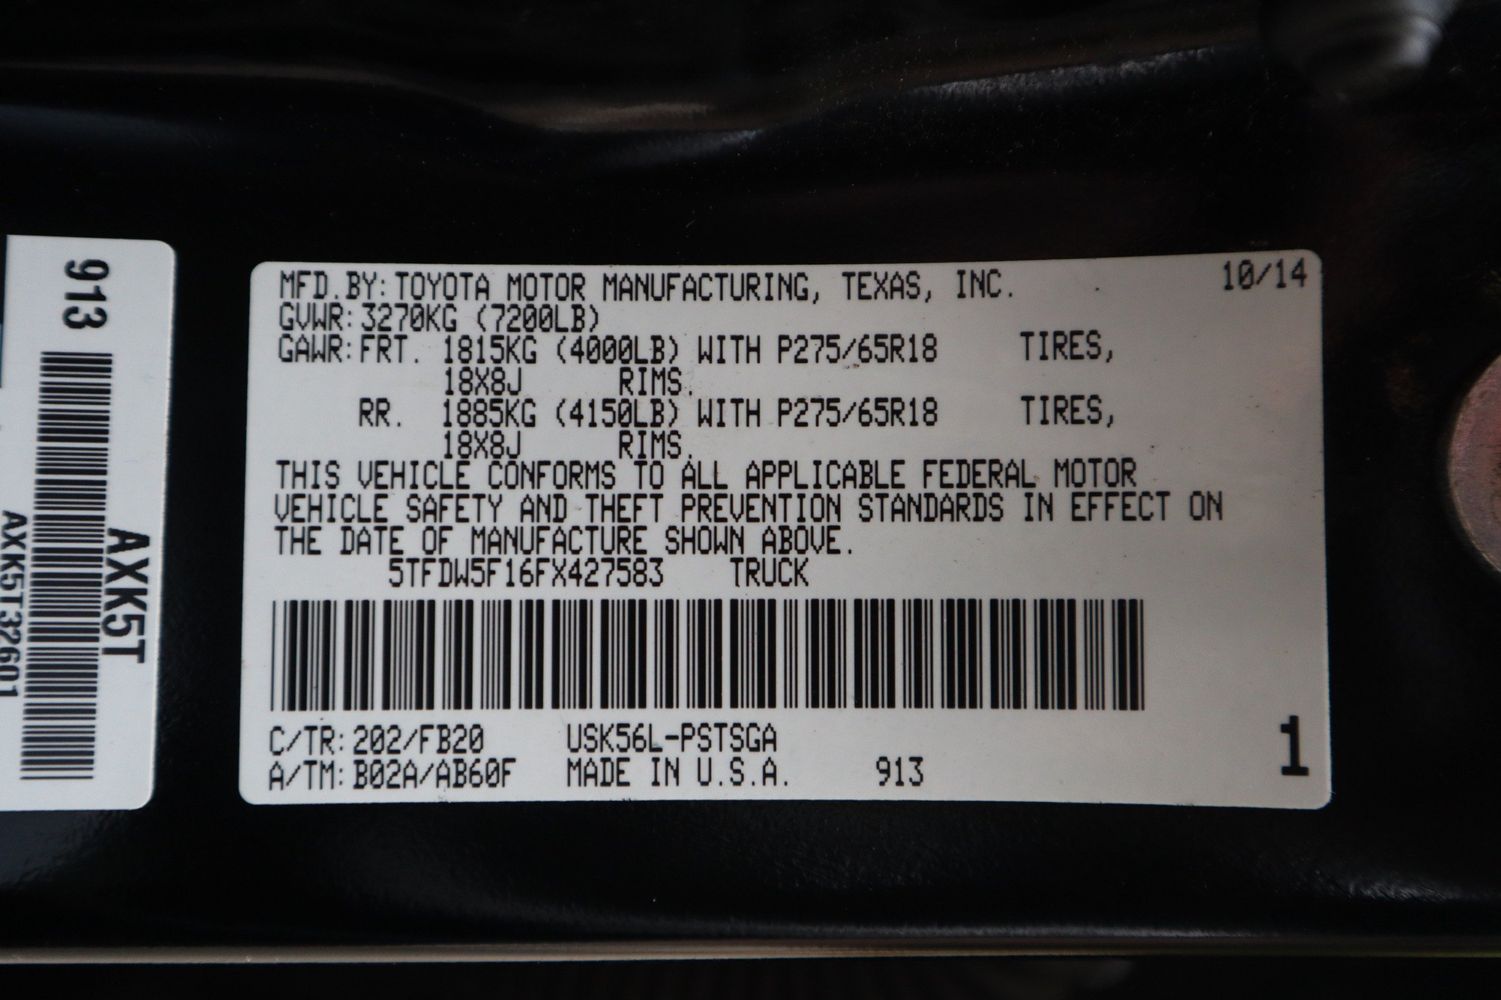 913
AXK5T
AXK5T32601
MFD.BY:TOYOTA MOTOR MANUFACTURING, TEXAS, INC. 10/14
GVWR:3270KG (7200LB)
GAWR:FRT. 1815KG (4000LB) WITH P275/65R18 TIRES,
18X8J RIMS.
RR. 1885KG (4150LB) WITH P275/65R18 TIRES,
18X8J RIMS.
THIS VEHICLE CONFORMS TO ALL APPLICABLE FEDERAL MOTOR
VEHICLE SAFETY AND THEFT PREVENTION STANDARDS IN EFFECT ON
THE DATE OF MANUFACTURE SHOWN ABOVE.
5TFDW5F16FX427583 TRUCK
C/TR:202/FB20 USK56L-PSTSGA
A/TM:B02A/AB60F MADE IN U.S.A. 913
1